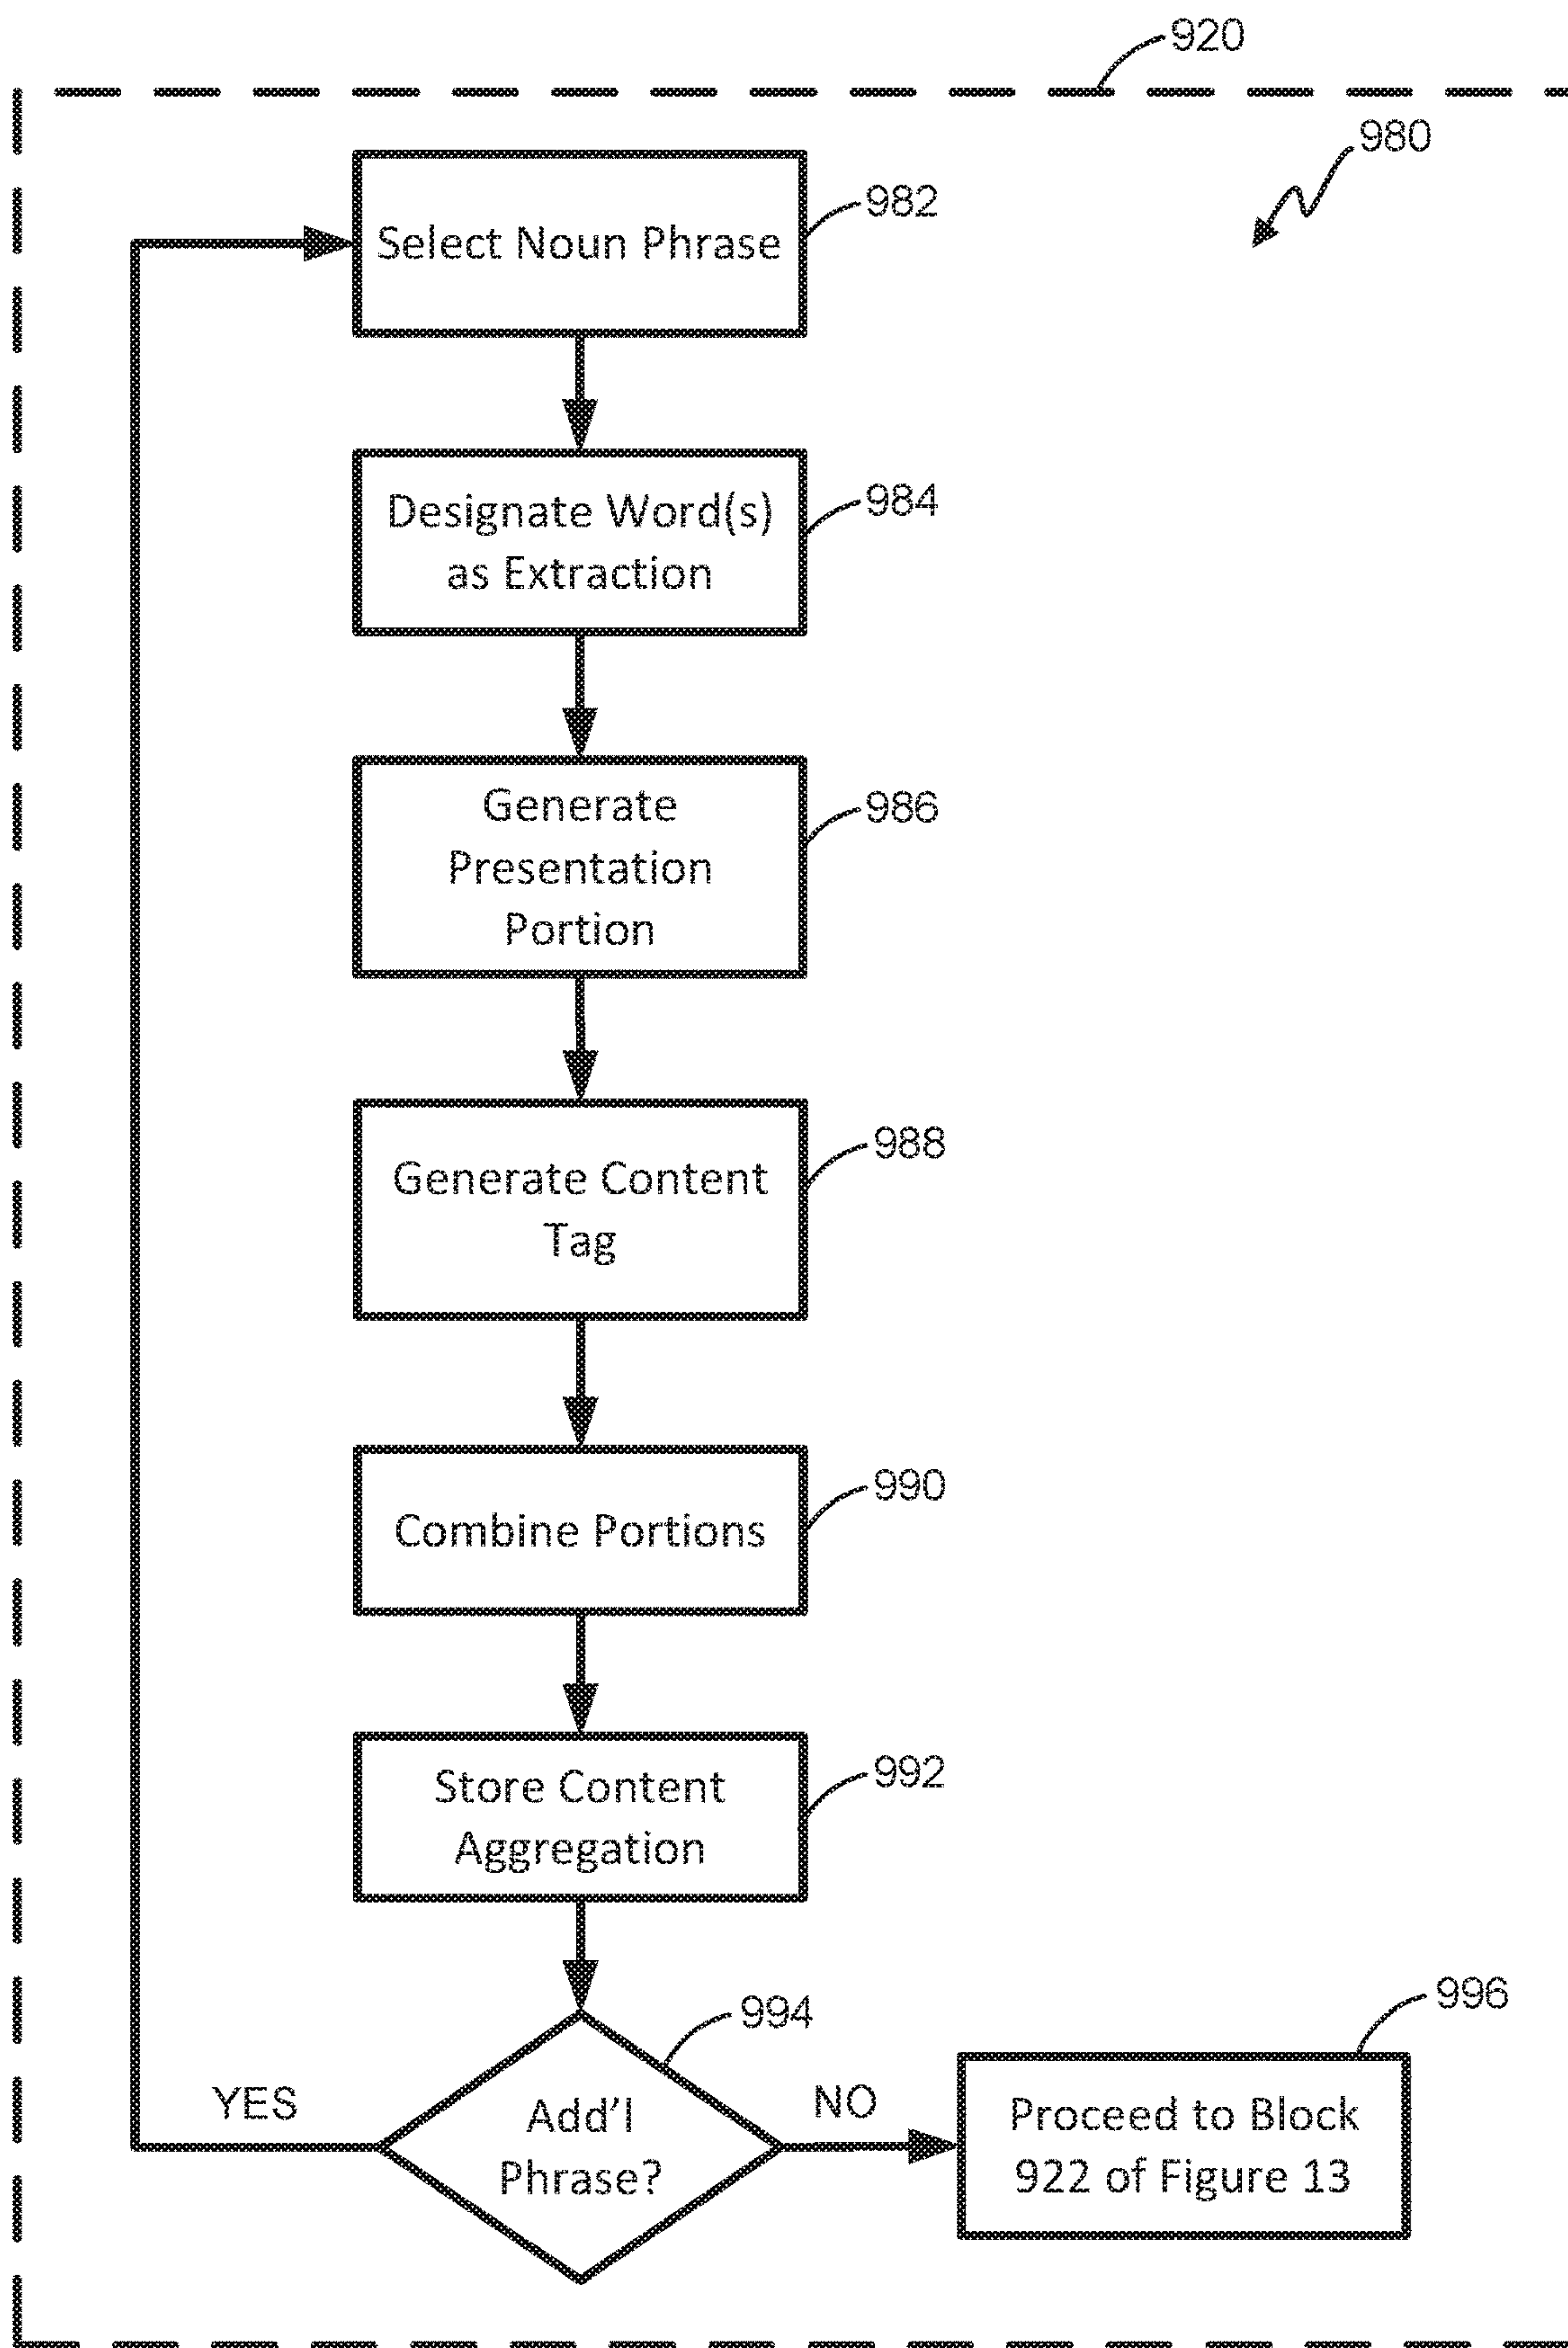 920
980
982
Select Noun Phrase
984
Designate Word(s)
as Extraction
986
Generate
Presentation
Portion
988
Generate Content
Tag
990
Combine Portions
992
Store Content
Aggregation
994
996
YES
NO
Add'l
Phrase?
Proceed to Block
922 of Figure 13